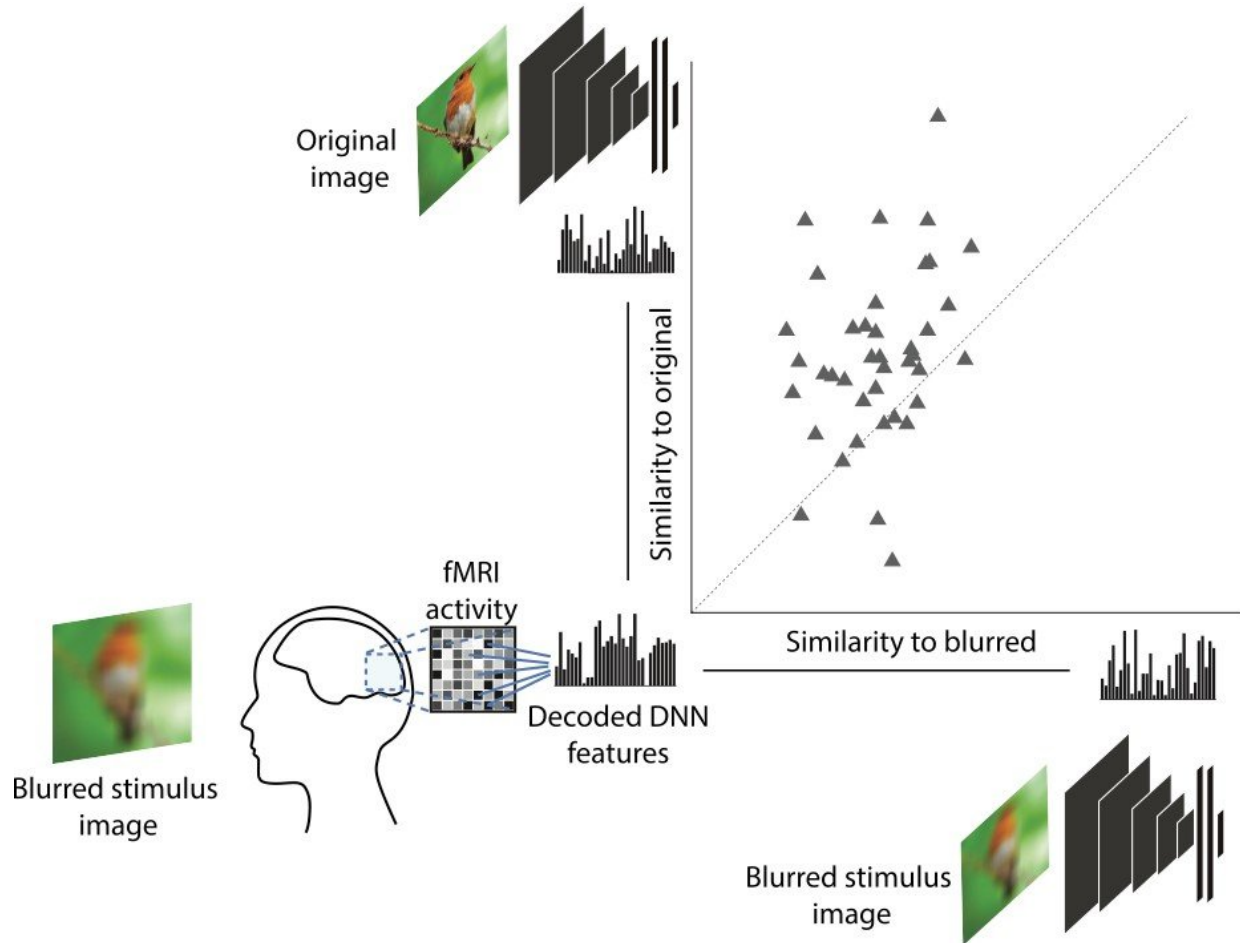 Original
image
Similarity to original
fMRI
activity
Similarity to blurred
Decoded DNN
features
Blurred stimulus
image
Blurred stimulus
image